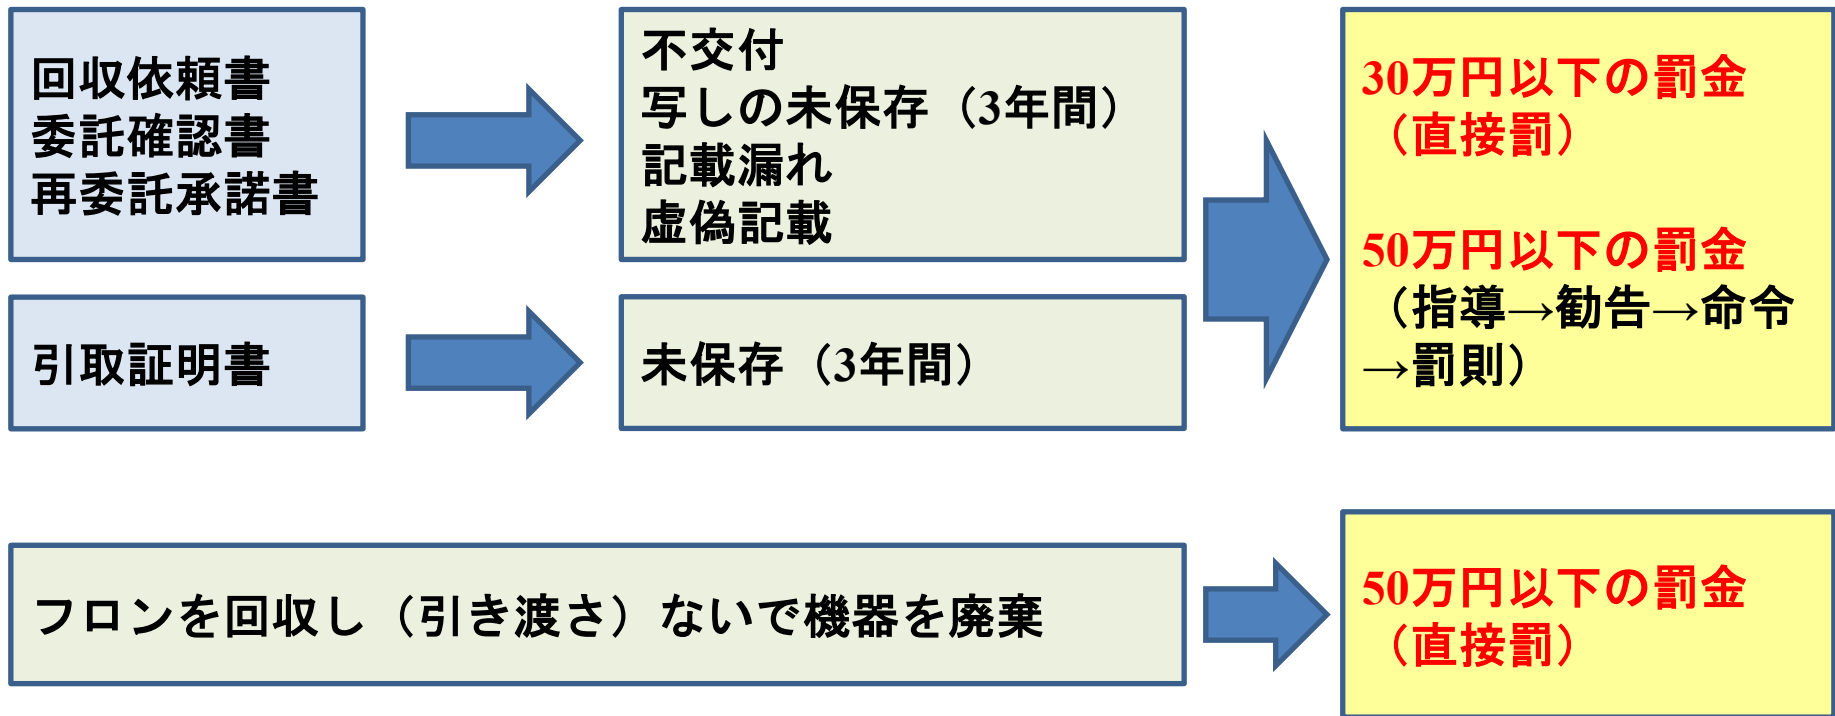 回収依頼書
委託確認書
再委託承諾書
不交付
写しの未保存（3年間）
記載漏れ
虚偽記載
30万円以下の罰金
（直接罰）
50万円以下の罰金
（指導→勧告→命令
→罰則）
引取証明書
未保存（3年間）
フロンを回収し（引き渡さ）ないで機器を廃棄
50万円以下の罰金
（直接罰）